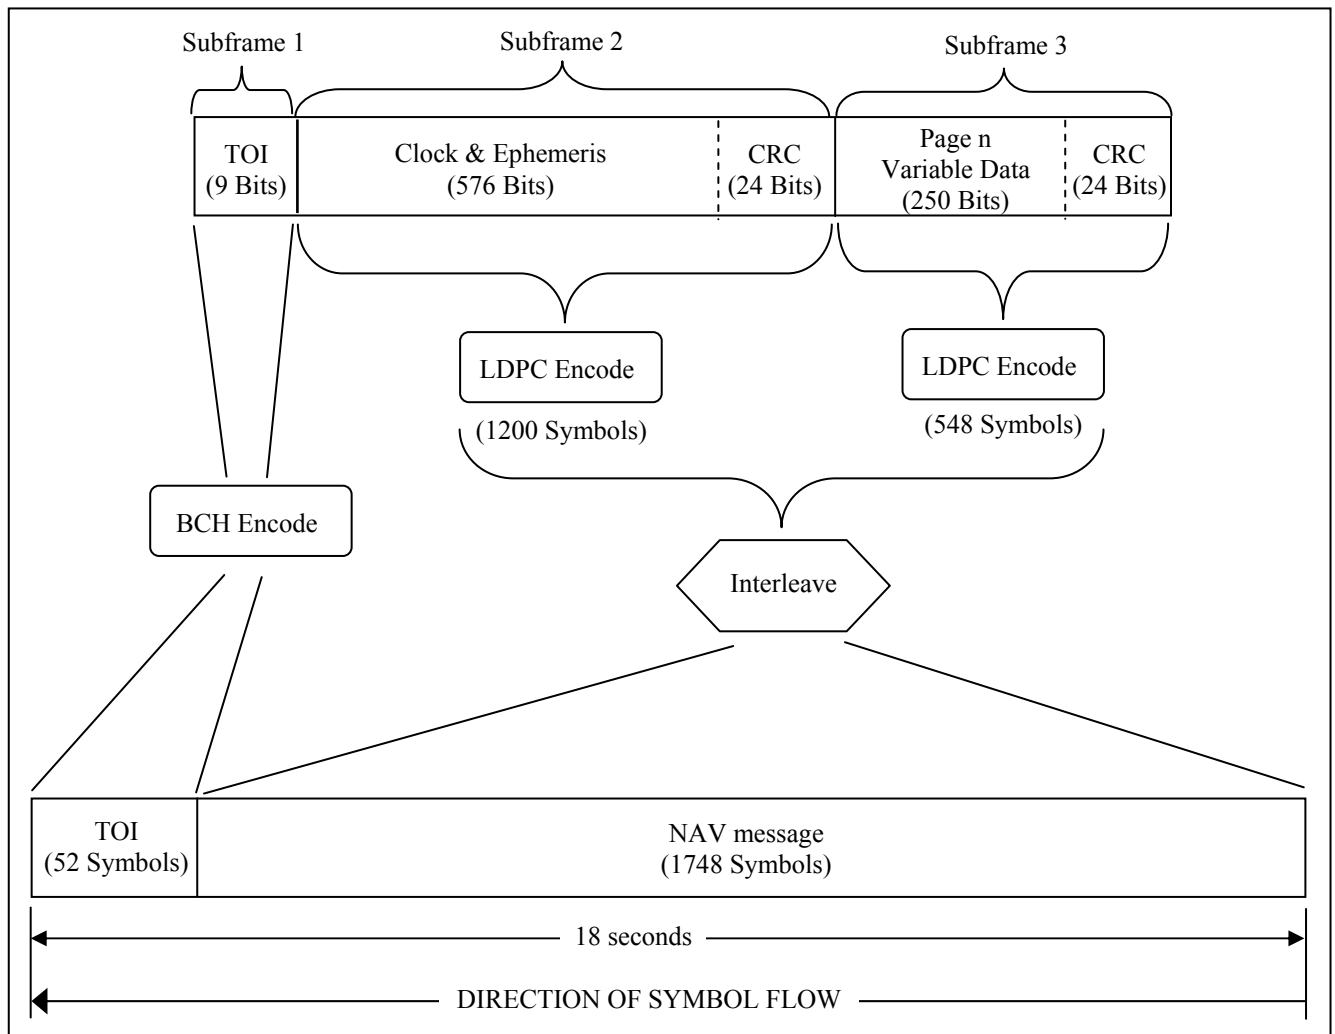 Subframe 1
Subframe 2
Subframe 3
TOI
(9 Bits)
Clock & Ephemeris
(576 Bits)
CRC
(24 Bits)
Page n
Variable Data
(250 Bits)
CRC
(24 Bits)
LDPC Encode
(1200 Symbols)
LDPC Encode
(548 Symbols)
BCH Encode
Interleave
TOI
(52 Symbols)
NAV message
(1748 Symbols)
18 seconds
DIRECTION OF SYMBOL FLOW